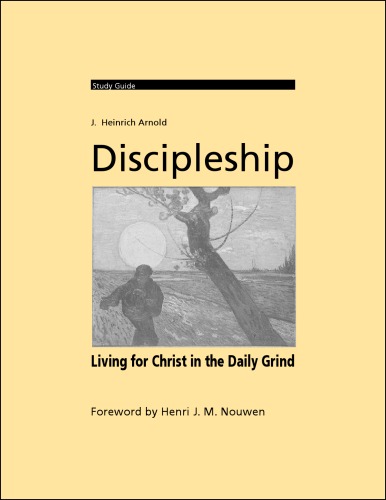 Study Guide
J. Heinrich Arnold
Discipleship
Living for Christ in the Daily Grind
Foreword by Henri J. M. Nouwen